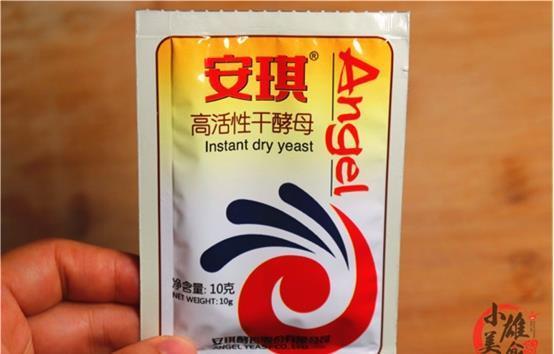 安琪®
Angel
高活性干酵母
Instant dry yeast
净含量: 10克
NET WEIGHT: 10g
ANGEL YEAST CO., LTD
小雄
美